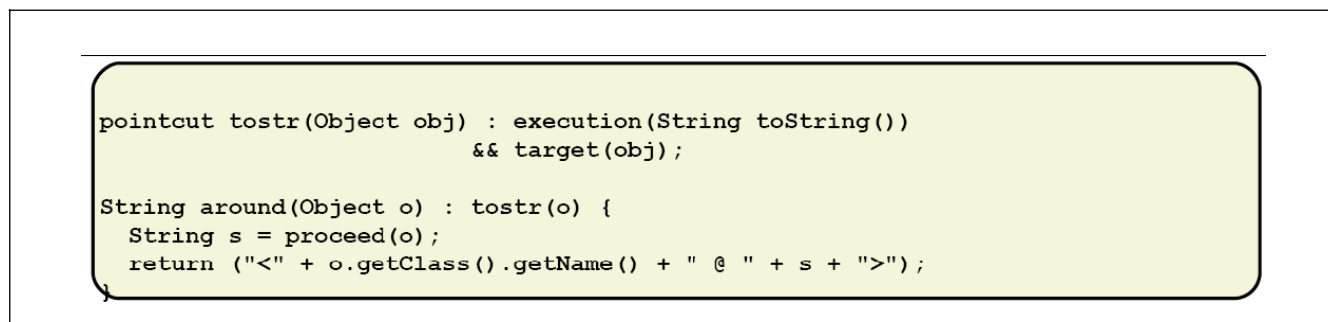 pointcut tostr(Object obj) : execution(String toString())
&& target(obj);
String around(Object o) : tostr(o) {
String s = proceed(o);
return ("<" + o.getClass().getName() + " @ " + s + ">");
}